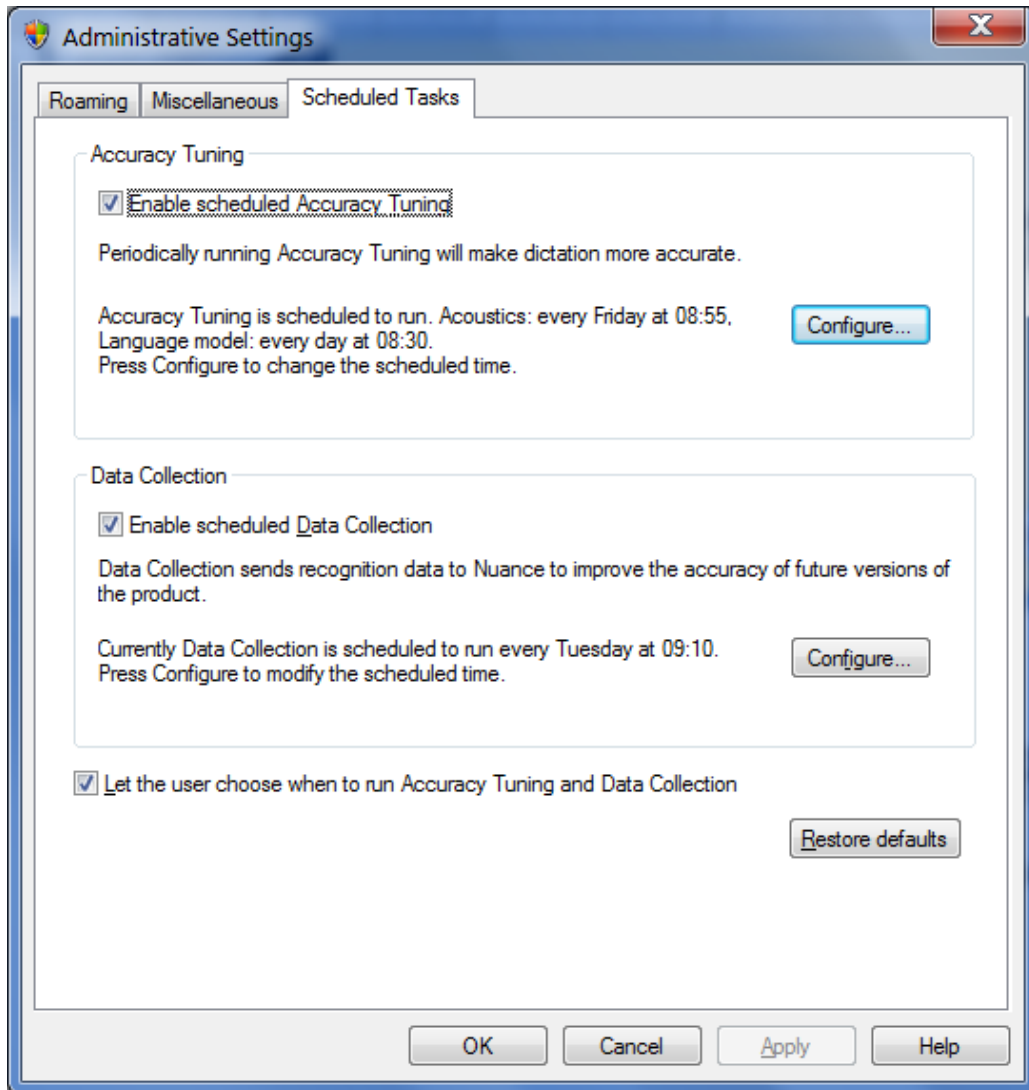 Administrative Settings
Roaming
Miscellaneous
Scheduled Tasks
Accuracy Tuning
Enable scheduled Accuracy Tuning
Periodically running Accuracy Tuning will make dictation more accurate.
Accuracy Tuning is scheduled to run. Acoustics: every Friday at 08:55,
Language model: every day at 08:30.
Press Configure to change the scheduled time.
Configure...
Data Collection
Enable scheduled Data Collection
Data Collection sends recognition data to Nuance to improve the accuracy of future versions of
the product.
Currently Data Collection is scheduled to run every Tuesday at 09:10.
Press Configure to modify the scheduled time.
Configure...
Let the user choose when to run Accuracy Tuning and Data Collection
Restore defaults
OK
Cancel
Apply
Help